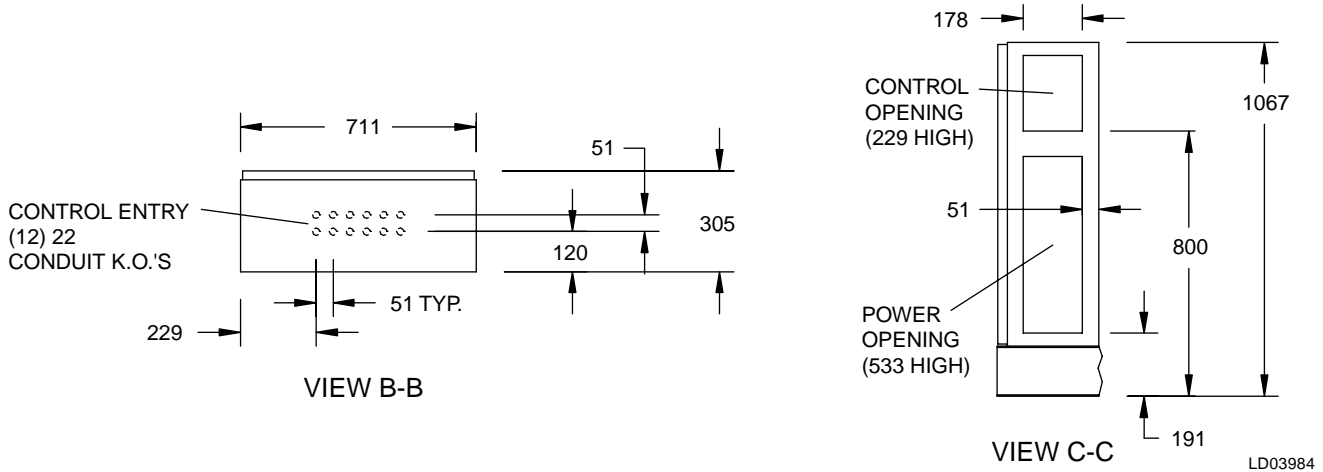 711
CONTROL ENTRY
(12) 22
CONDUIT K.O.'S
51
305
120
51 TYP.
229
VIEW B-B
178
CONTROL
OPENING
(229 HIGH)
1067
51
800
POWER
OPENING
(533 HIGH)
191
VIEW C-C
LD03984